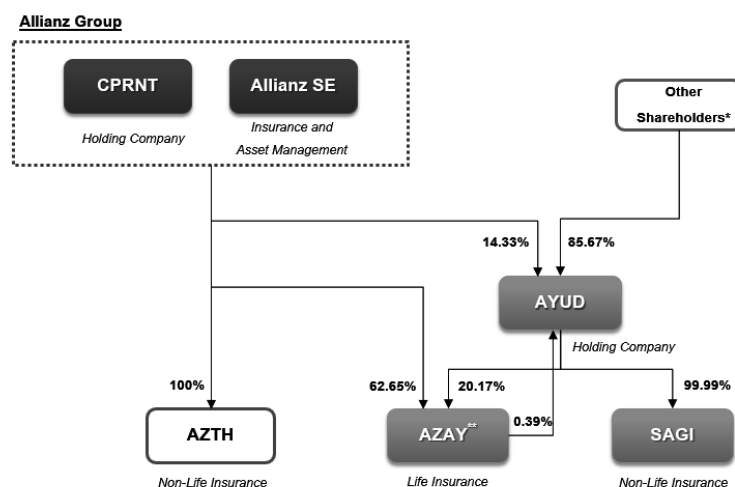 Allianz Group
CPRNT
Allianz SE
Holding Company
Insurance and
Asset Management
Other
Shareholders*
14.33%
85.67%
AYUD
Holding Company
100%
62.65%
20.17%
99.99%
AZTH
AZAY**
0.39%
SAGI
Non-Life Insurance
Life Insurance
Non-Life Insurance